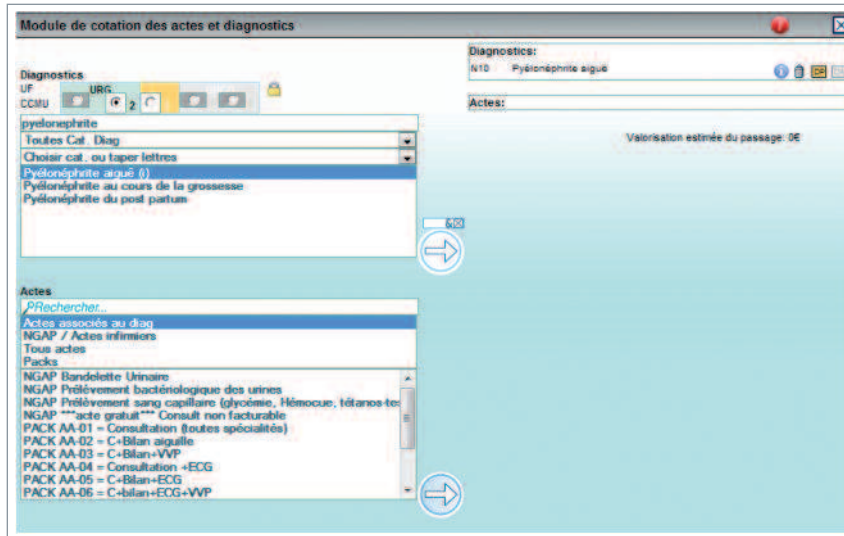 Module de cotation des actes et diagnostics
Diagnostics
UF URG
CCMU 2
pyelonephrite
Toutes Cat. Diag
Choisir cat. ou taper lettres
Pyélonéphrite aiguë (i)
Pyélonéphrite au cours de la grossesse
Pyélonéphrite du post partum
Actes
Rechercher...
Actes associés au diag
NGAP / Actes infirmiers
Tous actes
Packs
NGAP Bandelette Urinaire
NGAP Prélèvement bactériologique des urines
NGAP Prélèvement sang capillaire (glycémie, Hémocue, tétanos-tes
NGAP ***acte gratuit*** Consult non facturable
PACK AA-01 = Consultation (toutes spécialités)
PACK AA-02 = C+Bilan aiguille
PACK AA-03 = C+Bilan+VVP
PACK AA-04 = Consultation +ECG
PACK AA-05 = C+Bilan+ECG
PACK AA-06 = C+bilan+ECG+VVP
Diagnostics:
N10 Pyélonéphrite aiguë
DP
Actes:
Valorisation estimée du passage: 0€